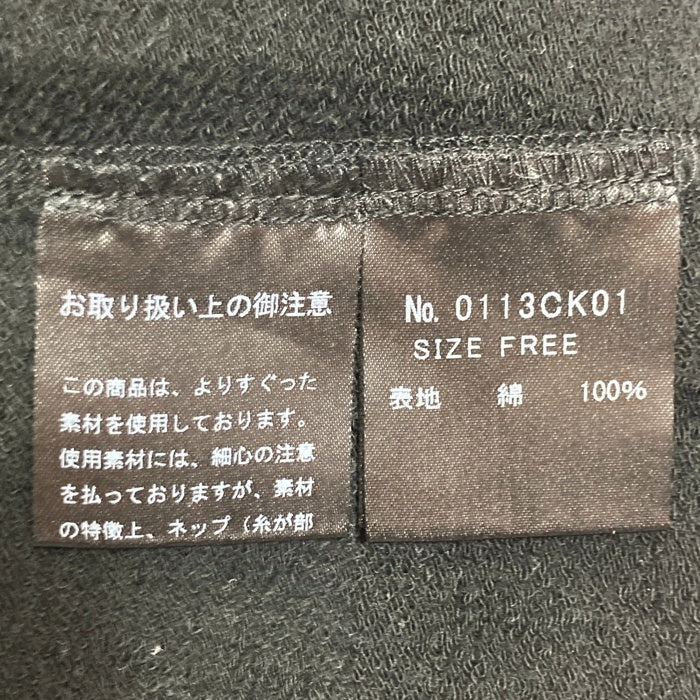 お取り扱い上の御注意
この商品は、よりすぐった
素材を使用しております。
使用素材には、細心の注意
を払っておりますが、素材
の特徴上、ネップ（糸が部
No. 0113CK01
SIZE FREE
表地 綿 100%